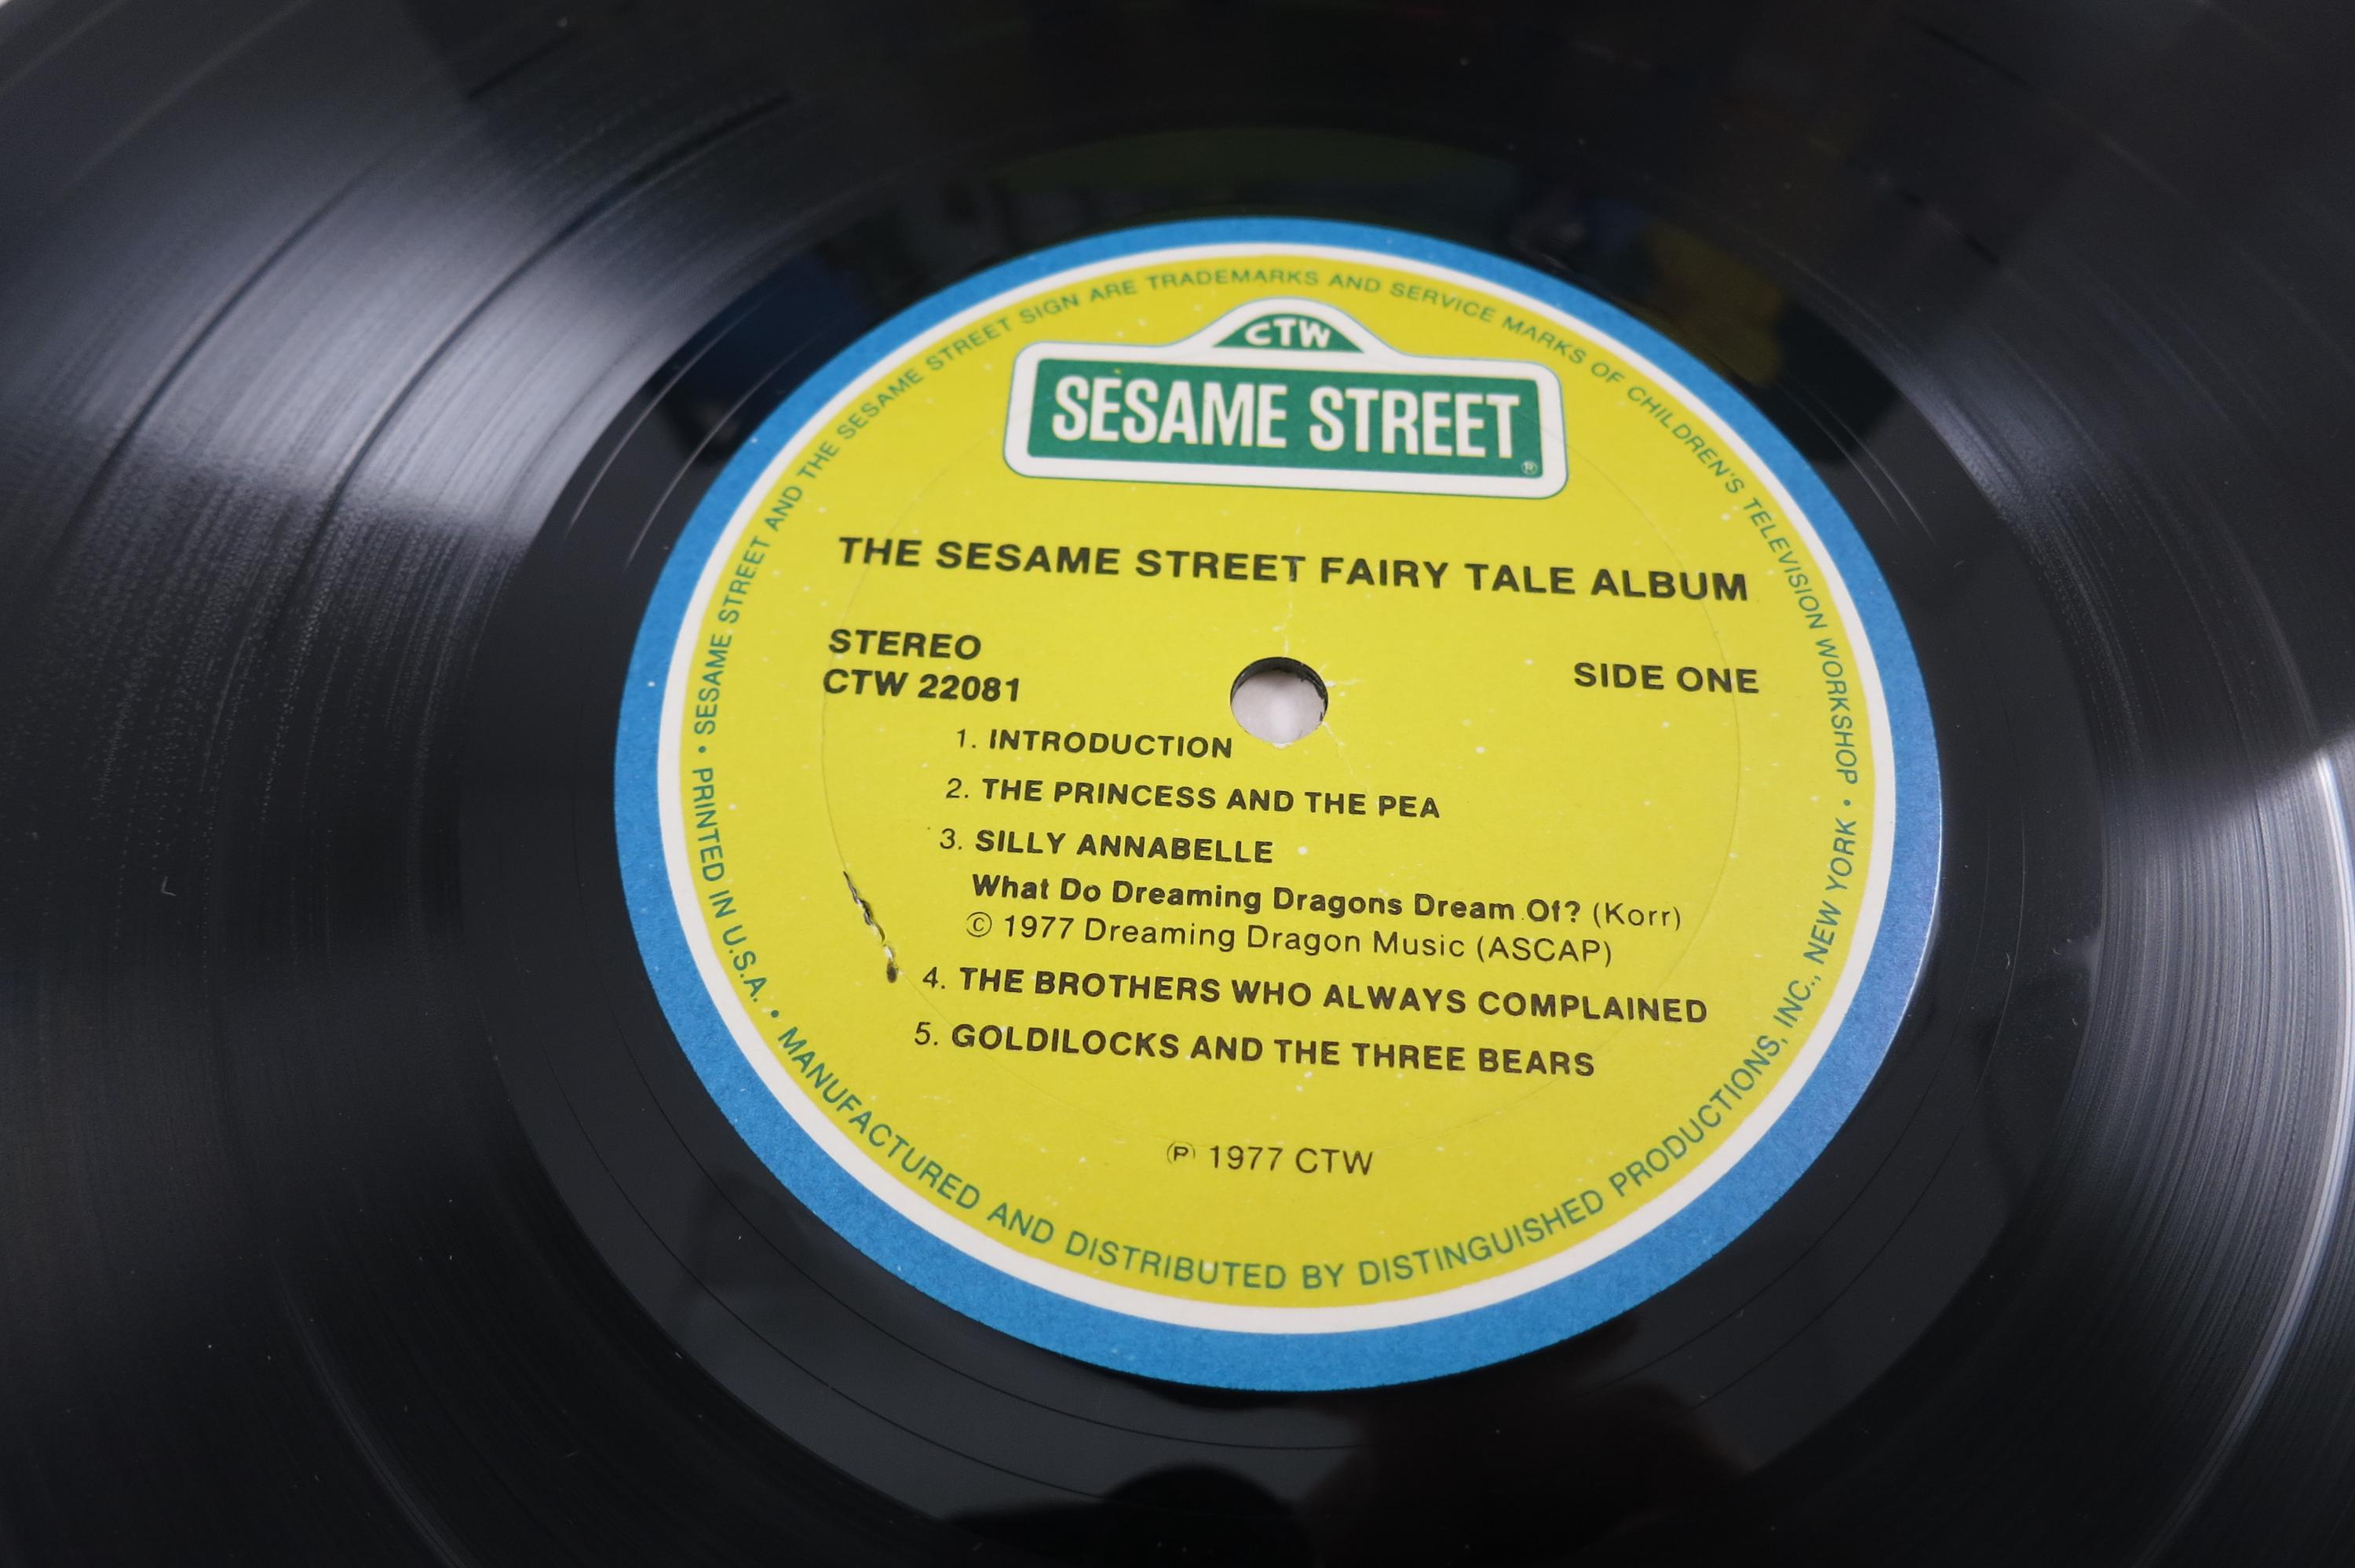 CTW
SESAME STREET
®
THE SESAME STREET FAIRY TALE ALBUM
STEREO
CTW 22081
SIDE ONE
1. INTRODUCTION
2. THE PRINCESS AND THE PEA
3. SILLY ANNABELLE
What Do Dreaming Dragons Dream Of? (Korr)
© 1977 Dreaming Dragon Music (ASCAP)
4. THE BROTHERS WHO ALWAYS COMPLAINED
5. GOLDILOCKS AND THE THREE BEARS
℗ 1977 CTW
• SESAME STREET AND THE SESAME STREET SIGN ARE TRADEMARKS AND SERVICE MARKS OF CHILDREN'S TELEVISION WORKSHOP •
PRINTED IN U.S.A. • MANUFACTURED AND DISTRIBUTED BY DISTINGUISHED PRODUCTIONS, INC., NEW YORK